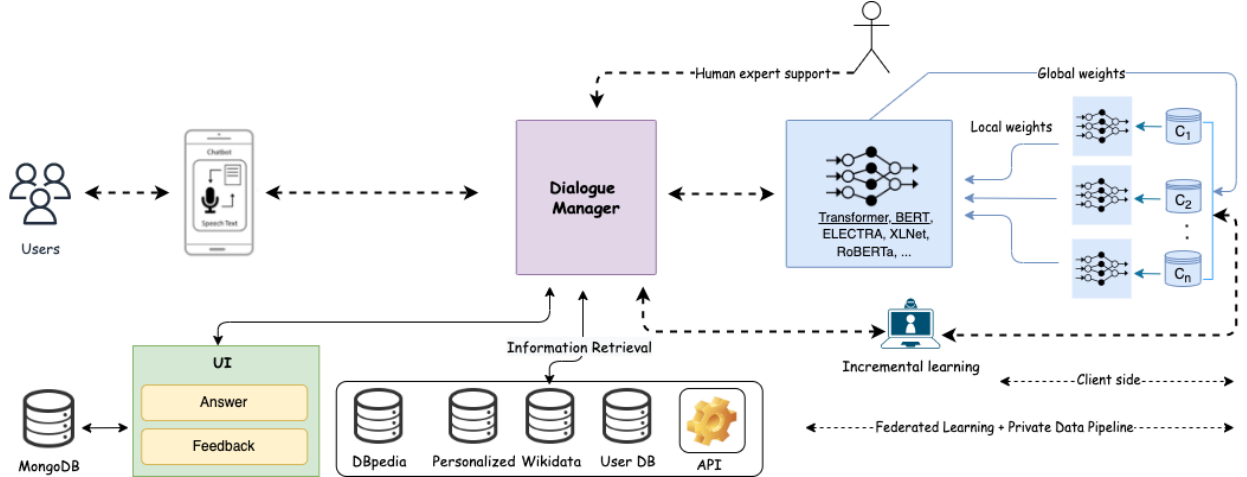 Human expert support
Global weights
Chatbot
Speech Text
Users
Dialogue
Manager
Transformer, BERT,
ELECTRA, XLNet,
RoBERTa, ...
Local weights
C1
C2
Cn
UI
Answer
Feedback
MongoDB
Information Retrieval
DBpedia
Personalized
Wikidata
User DB
API
Incremental learning
Client side
Federated Learning + Private Data Pipeline